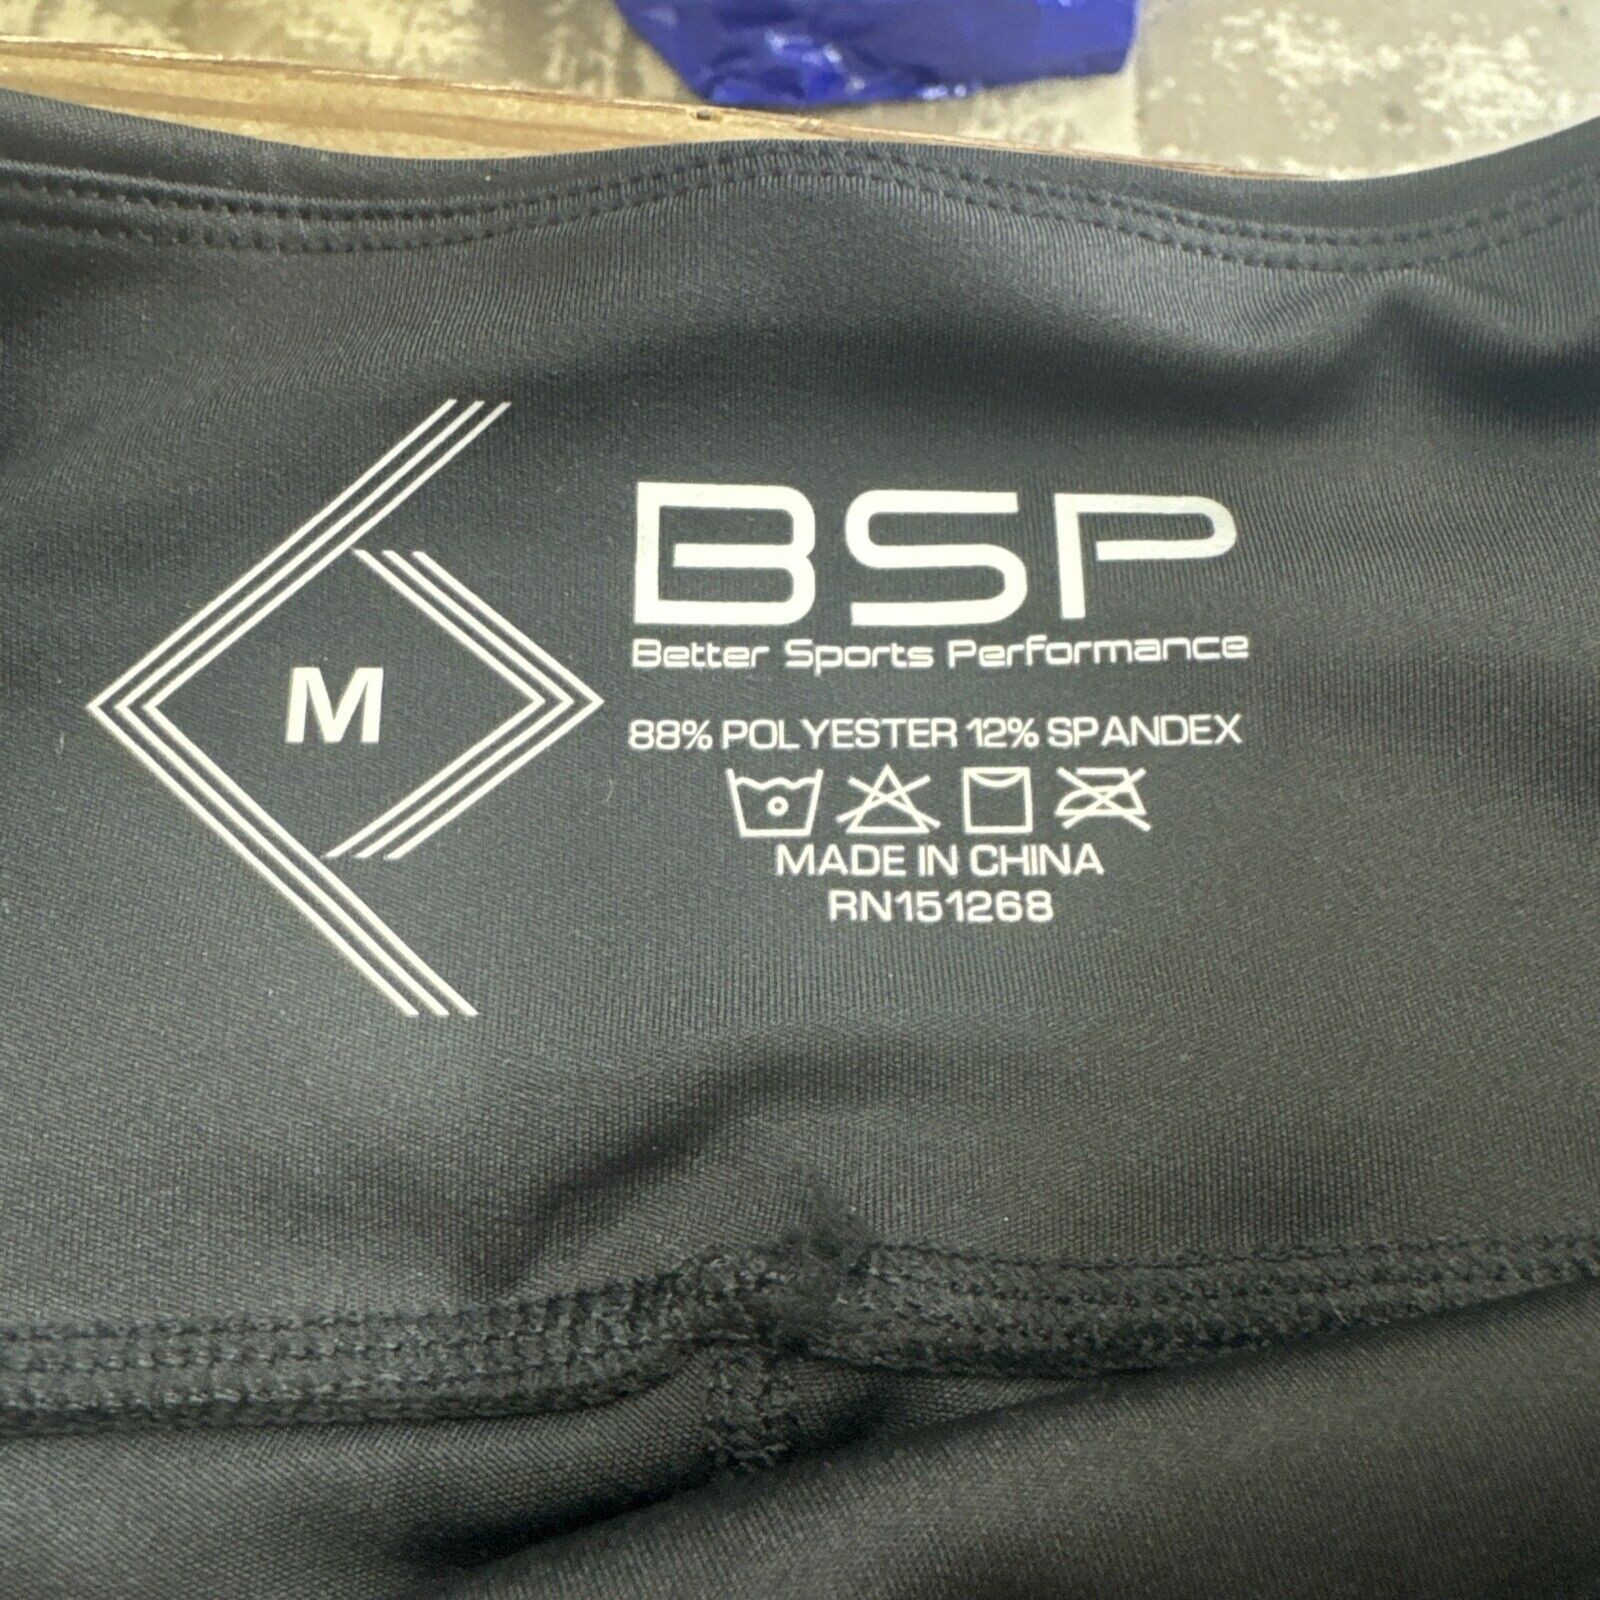 M
BSP
Better Sports Performance
88% POLYESTER 12% SPANDEX
MADE IN CHINA
RN151268